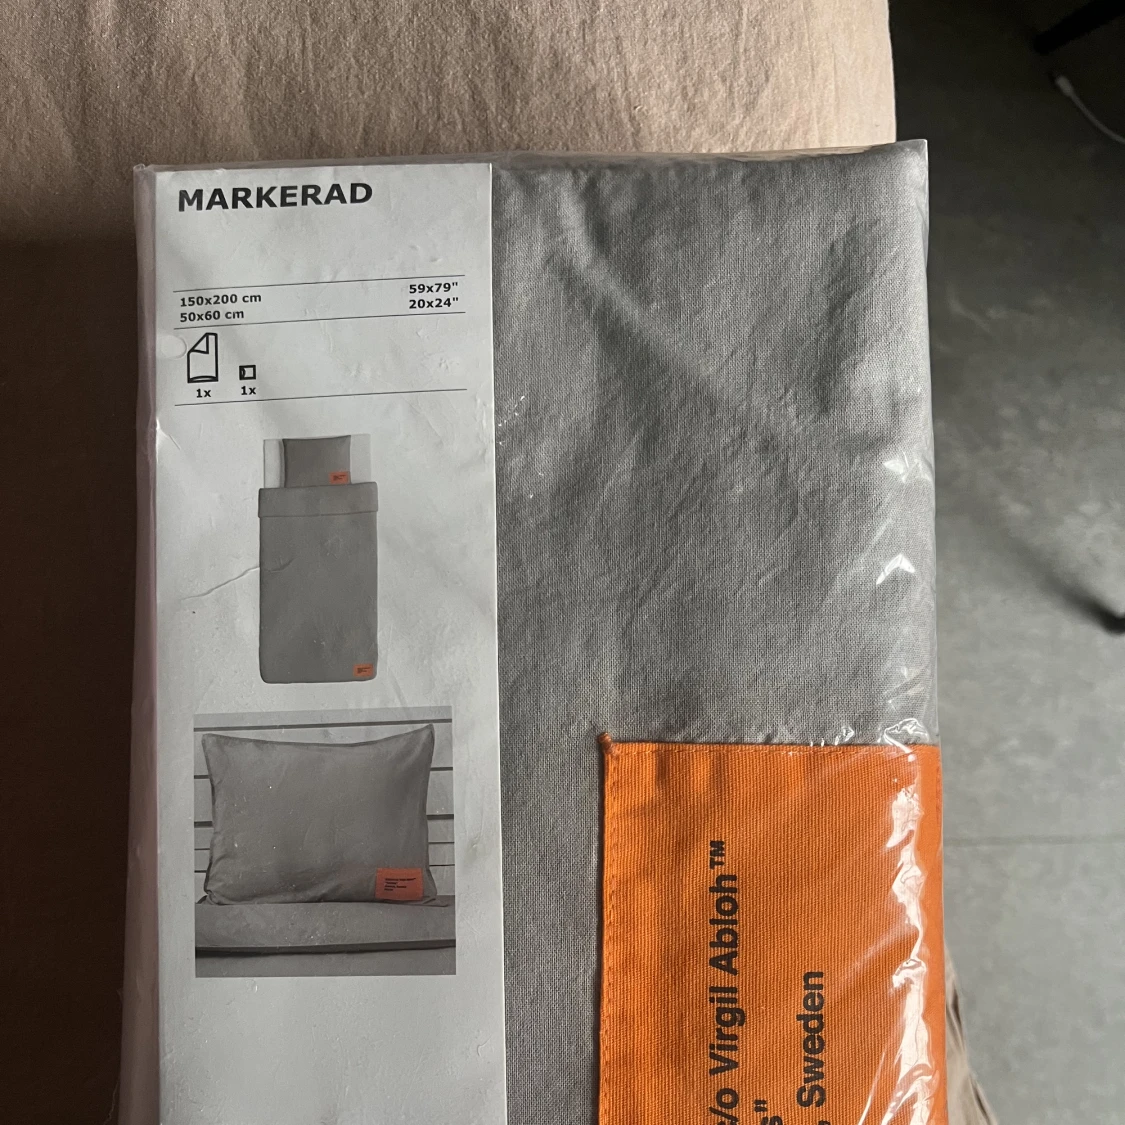 MARKERAD
150x200 cm 59x79"
50x60 cm 20x24"
1x 1x
c/o Virgil Abloh™
s"
, Sweden